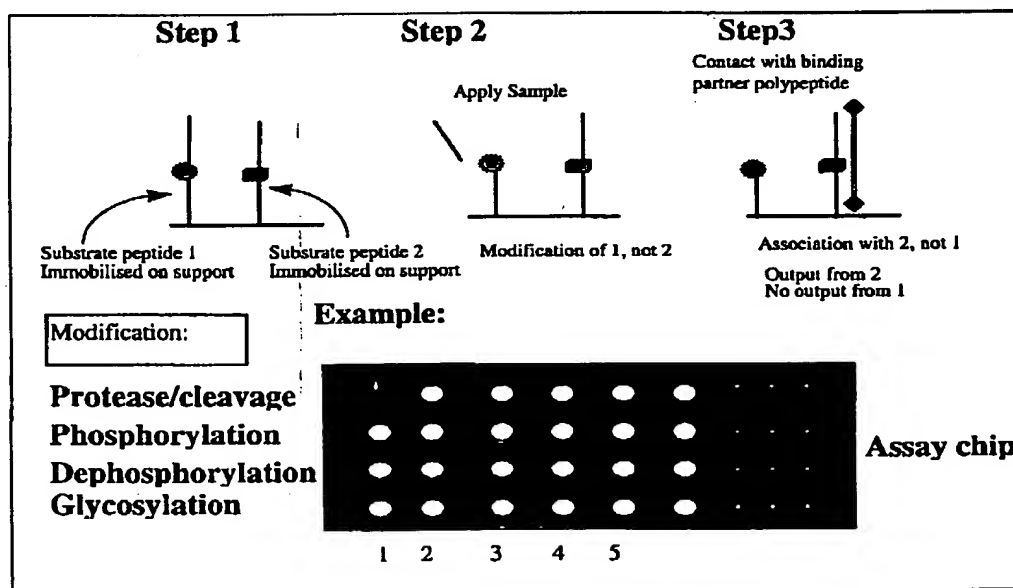 Step 1
Step 2
Step3
Contact with binding
partner polypeptide
Apply Sample
Substrate peptide 1
Immobilised on support
Substrate peptide 2
Immobilised on support
Modification of 1, not 2
Association with 2, not 1
Output from 2
No output from 1
Modification:
Example:
Protease/cleavage
Phosphorylation
Dephosphorylation
Glycosylation
Assay chip
1 2 3 4 5